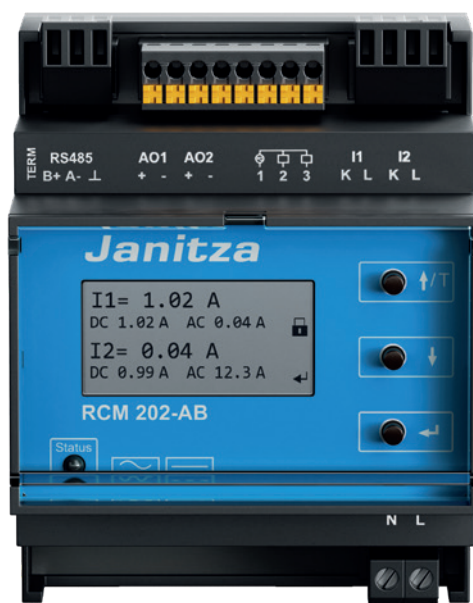 TERM
RS485 AO1 AO2 I1 I2
B+ A- ⊥ + - + - 1 2 3 K L K L
Janitza
I1= 1.02 A
DC 1.02 A AC 0.04 A
I2= 0.04 A
DC 0.99 A AC 12.3 A
↑/T
↓
↵
RCM 202-AB
Status
N L